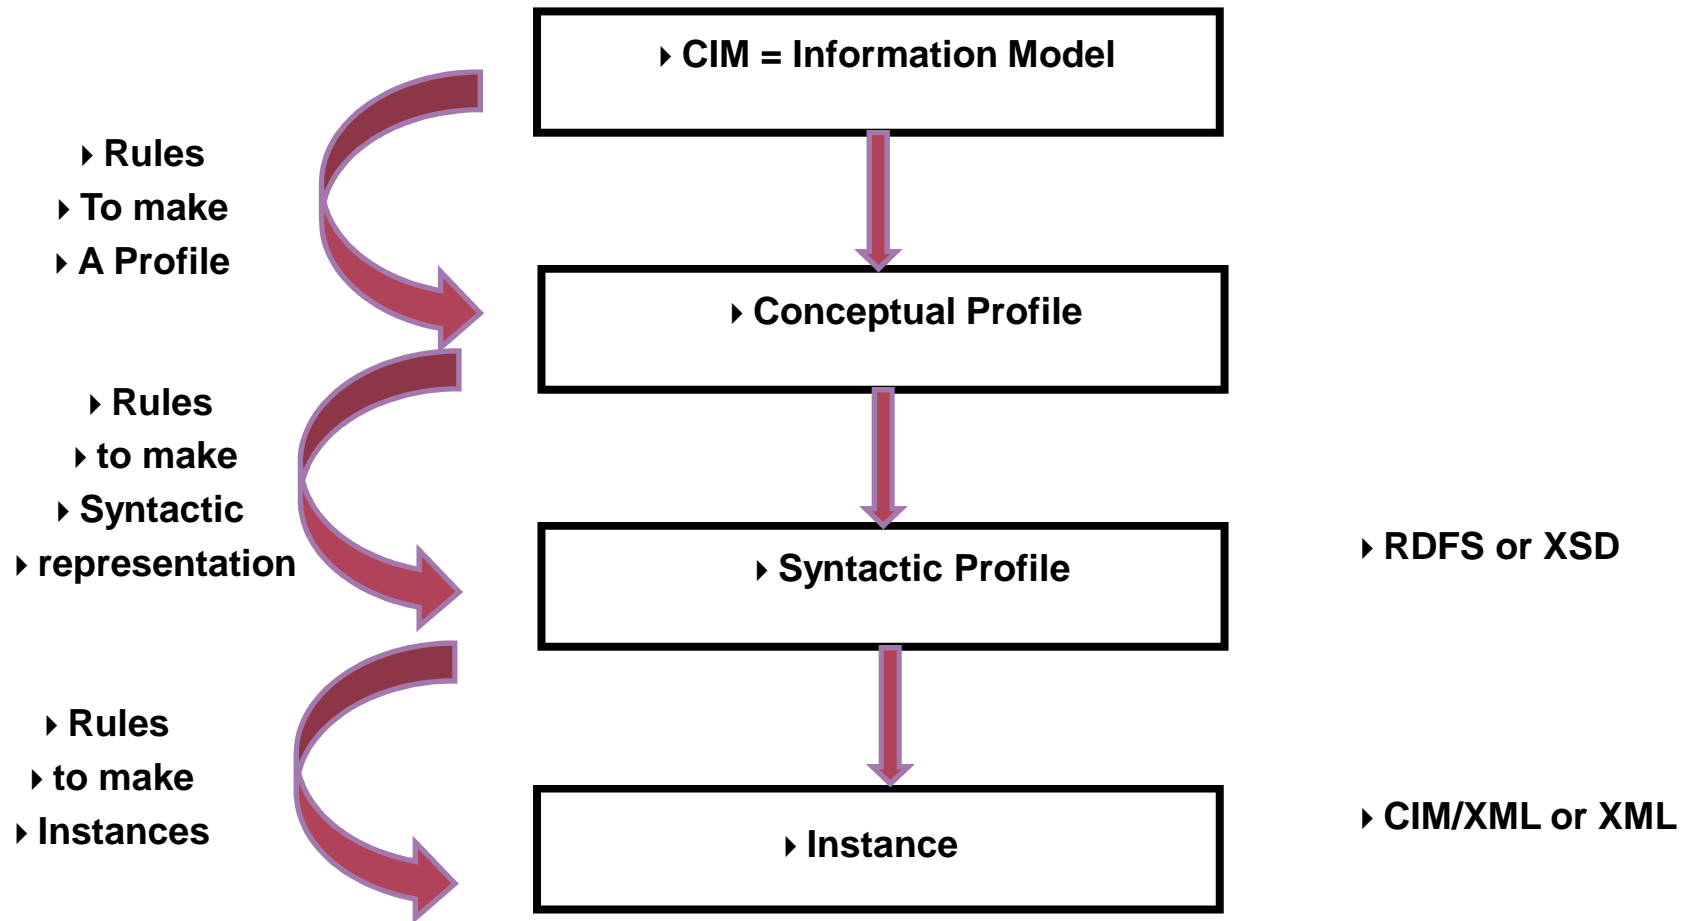 CIM = Information Model
Rules
To make
A Profile
Conceptual Profile
Rules
to make
Syntactic
representation
Syntactic Profile
RDFS or XSD
Rules
to make
Instances
Instance
CIM/XML or XML